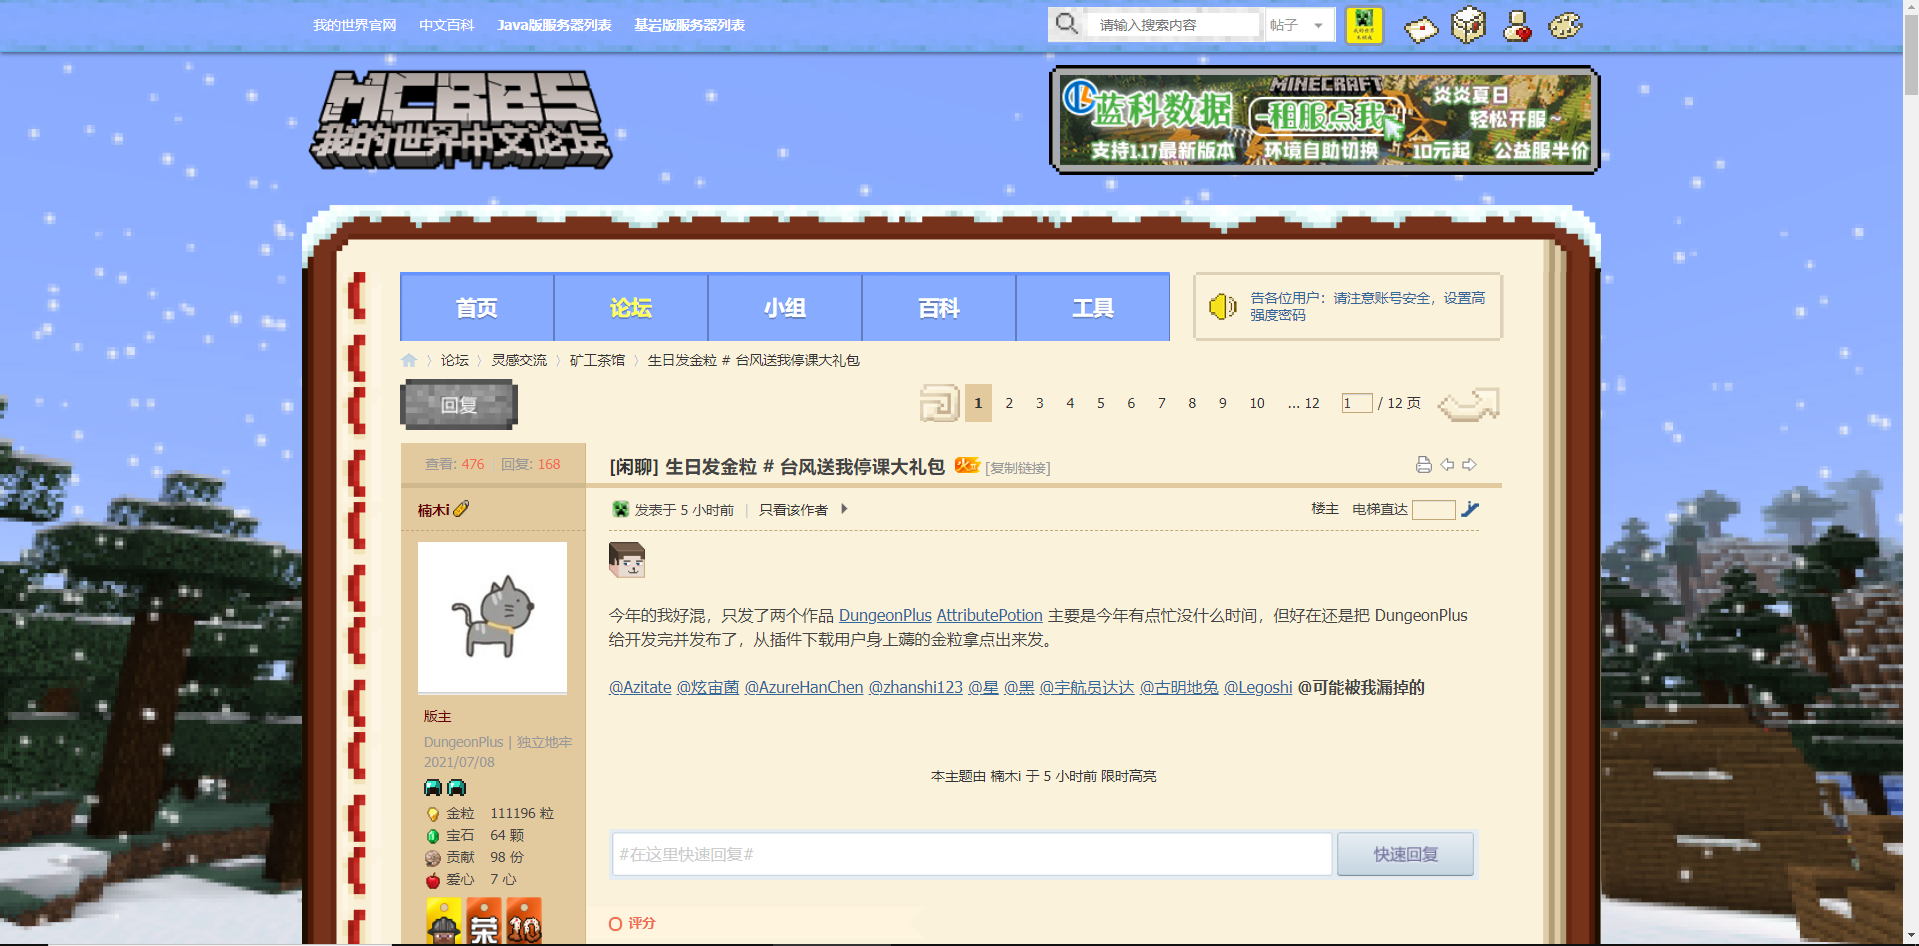 我的世界官网 中文百科 Java版服务器列表 基岩版服务器列表
请输入搜索内容 帖子
MCBBS
我的世界中文论坛
MINECRAFT
蓝科数据 租服点我 炎炎夏日
轻松开服~
支持1.17最新版本 环境自助切换 10元起 公益服半价
首页 论坛 小组 百科 工具
告各位用户：请注意账号安全，设置高
强度密码
论坛 〉 灵感交流 〉 矿工茶馆 〉 生日发金粒 # 台风送我停课大礼包
回复
1 2 3 4 5 6 7 8 9 10 ... 12 1 / 12 页
查看: 476 | 回复: 168
[闲聊] 生日发金粒 # 台风送我停课大礼包 火 [复制链接]
楠木i
发表于 5 小时前 | 只看该作者
楼主 电梯直达
今年的我好混，只发了两个作品 DungeonPlus AttributePotion 主要是今年有点忙没什么时间，但好在还是把 DungeonPlus
给开发完并发布了，从插件下载用户身上薅的金粒拿点出来发。
@Azitate @炫宙菌 @AzureHanChen @zhanshi123 @星 @黑 @宇航员达达 @古明地兔 @Legoshi @可能被我漏掉的
版主
DungeonPlus | 独立地牢
2021/07/08
金粒 111196 粒
宝石 64 颗
贡献 98 份
爱心 7 心
荣 10
本主题由 楠木i 于 5 小时前 限时高亮
#在这里快速回复# 快速回复
评分